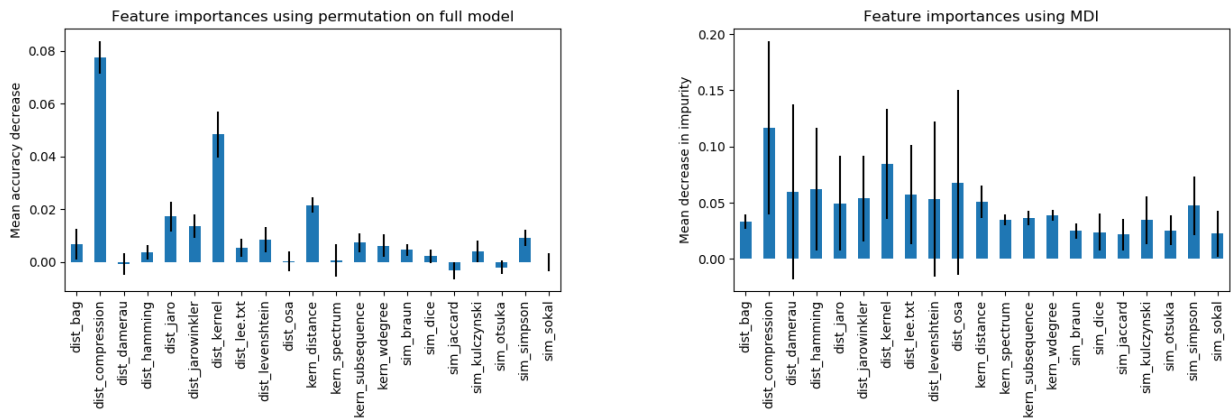 Feature importances using permutation on full model
Mean accuracy decrease
0.08
0.06
0.04
0.02
0.00
dist_bag
dist_compression
dist_damerau
dist_hamming
dist_jaro
dist_jarowinkler
dist_kernel
dist_lee.txt
dist_levenshtein
dist_osa
kern_distance
kern_spectrum
kern_subsequence
kern_wdegree
sim_braun
sim_dice
sim_jaccard
sim_kulczynski
sim_otsuka
sim_simpson
sim_sokal
Feature importances using MDI
Mean decrease in impurity
0.20
0.15
0.10
0.05
0.00
dist_bag
dist_compression
dist_damerau
dist_hamming
dist_jaro
dist_jarowinkler
dist_kernel
dist_lee.txt
dist_levenshtein
dist_osa
kern_distance
kern_spectrum
kern_subsequence
kern_wdegree
sim_braun
sim_dice
sim_jaccard
sim_kulczynski
sim_otsuka
sim_simpson
sim_sokal